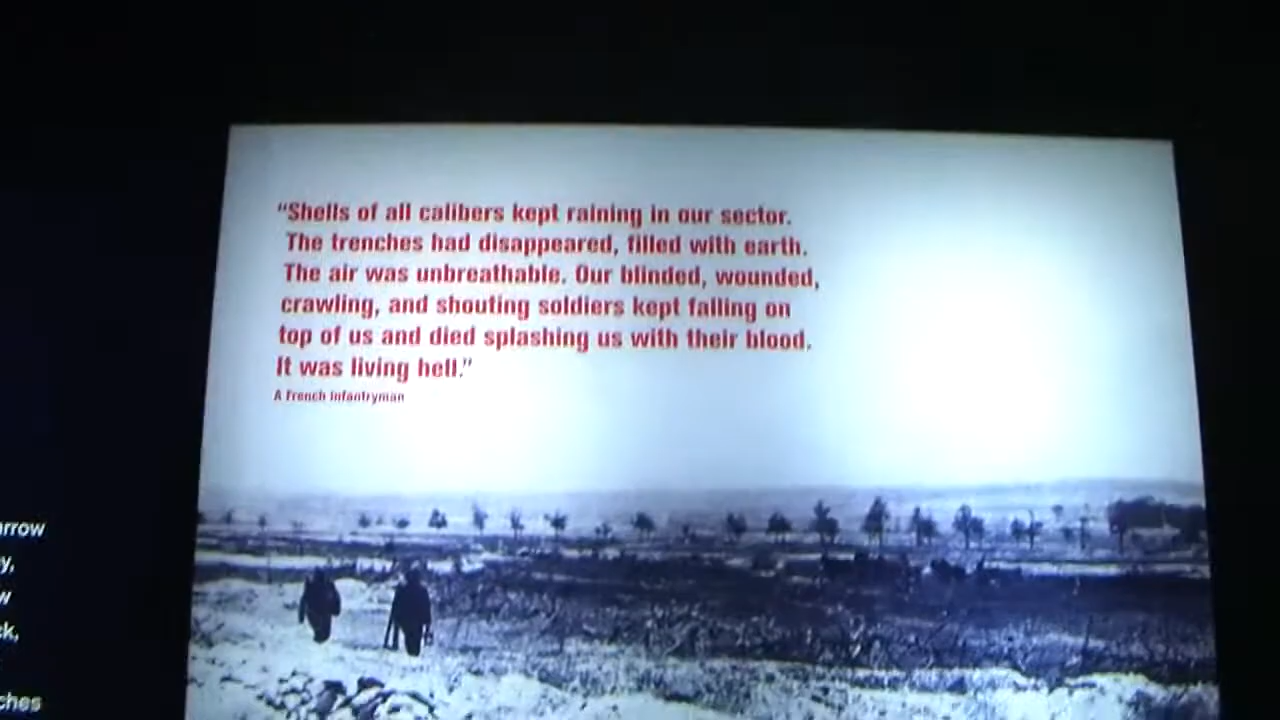 “Shells of all calibers kept raining in our sector.
The trenches had disappeared, filled with earth.
The air was unbreathable. Our blinded, wounded,
crawling, and shouting soldiers kept falling on
top of us and died splashing us with their blood.
It was living hell.”
A French infantryman